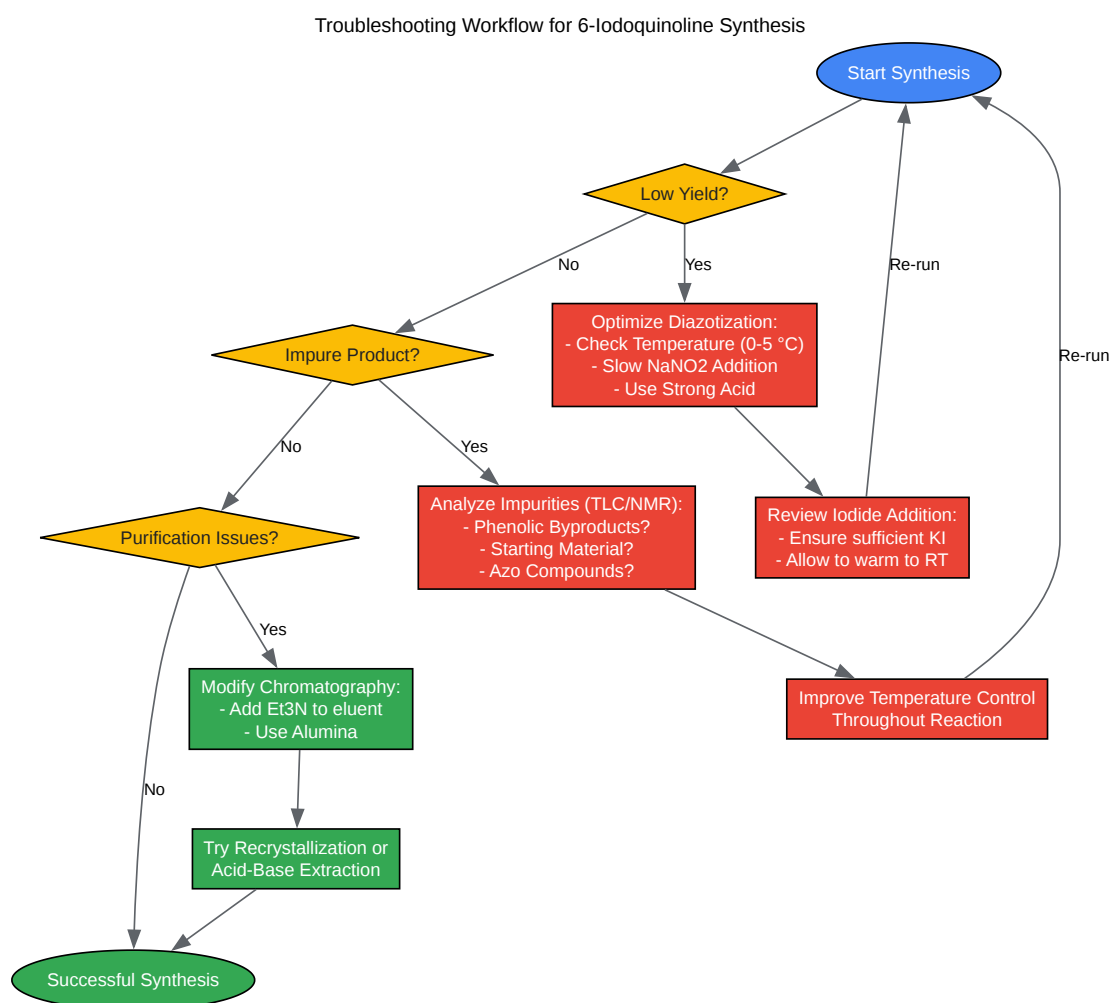 Troubleshooting Workflow for 6-Iodoquinoline Synthesis
Start Synthesis
Low Yield?
No
Yes
Re-run
Optimize Diazotization:
- Check Temperature (0-5 °C)
- Slow NaNO2 Addition
- Use Strong Acid
Impure Product?
Re-run
No
Yes
Analyze Impurities (TLC/NMR):
- Phenolic Byproducts?
- Starting Material?
- Azo Compounds?
Review Iodide Addition:
- Ensure sufficient KI
- Allow to warm to RT
Purification Issues?
Yes
Modify Chromatography:
- Add Et3N to eluent
- Use Alumina
Improve Temperature Control
Throughout Reaction
No
Try Recrystallization or
Acid-Base Extraction
Successful Synthesis